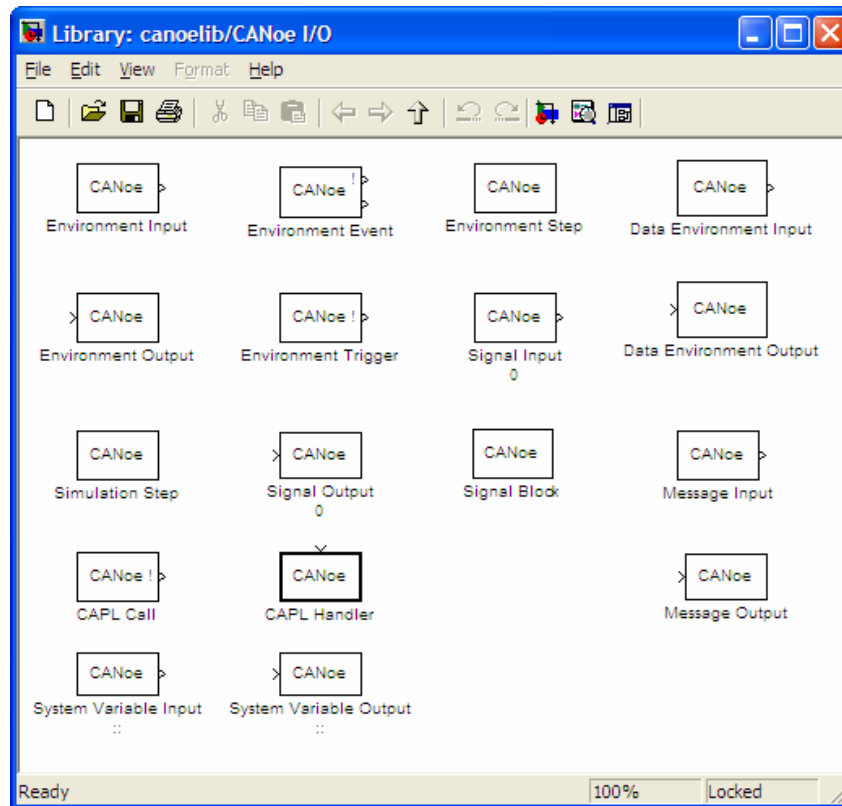 Library: canoelib/CANoe I/O
File Edit View Format Help
CANoe CANoe ! CANoe CANoe
Environment Input Environment Event Environment Step Data Environment Input
CANoe CANoe ! CANoe CANoe
Environment Output Environment Trigger Signal Input Data Environment Output
0
CANoe CANoe CANoe CANoe
Simulation Step Signal Output Signal Block Message Input
0
CANoe ! CANoe CANoe
CAPL Call CAPL Handler Message Output
CANoe CANoe
System Variable Input System Variable Output
:: ::
Ready 100% Locked